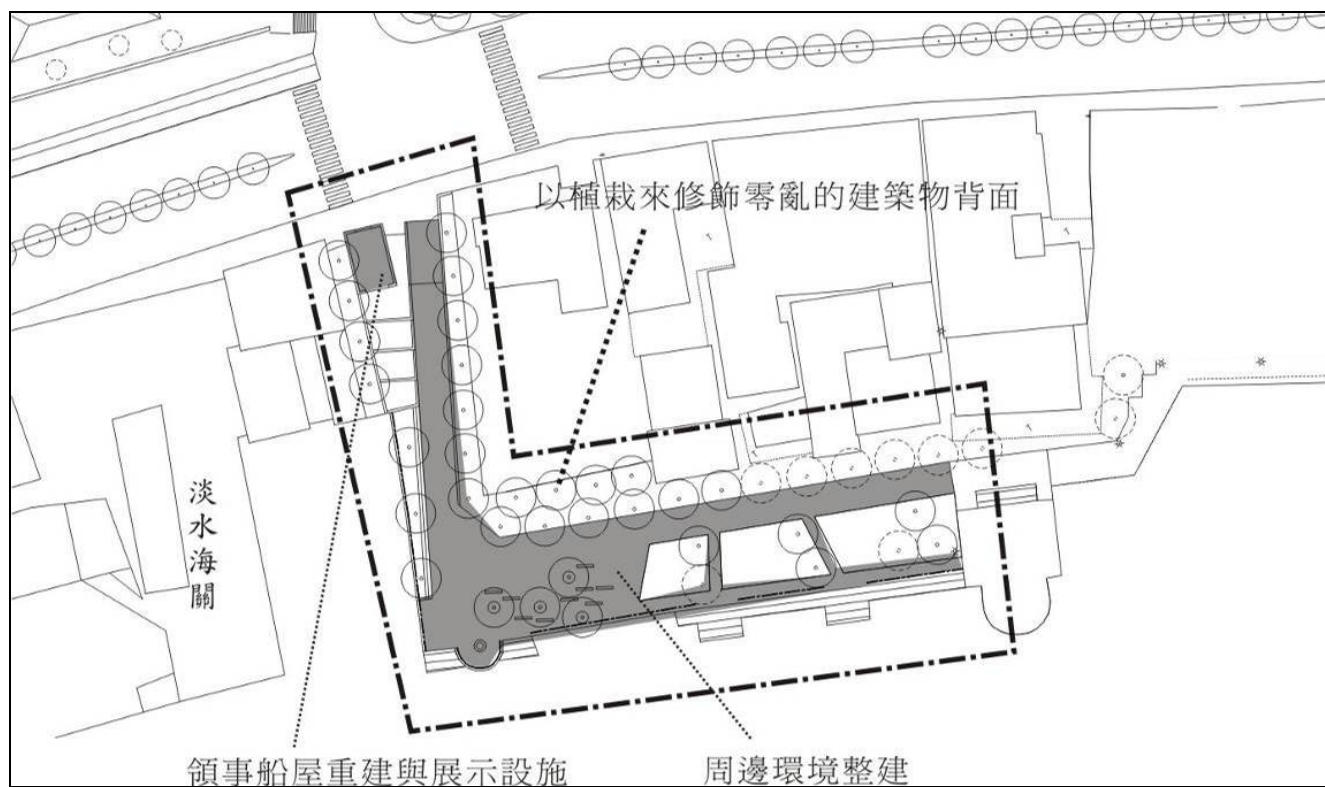 以植栽來修飾零亂的建築物背面
淡水海關
領事船屋重建與展示設施
周邊環境整建